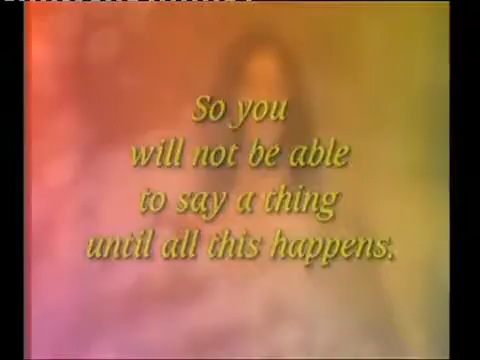 So you
will not be able
to say a thing
until all this happens.